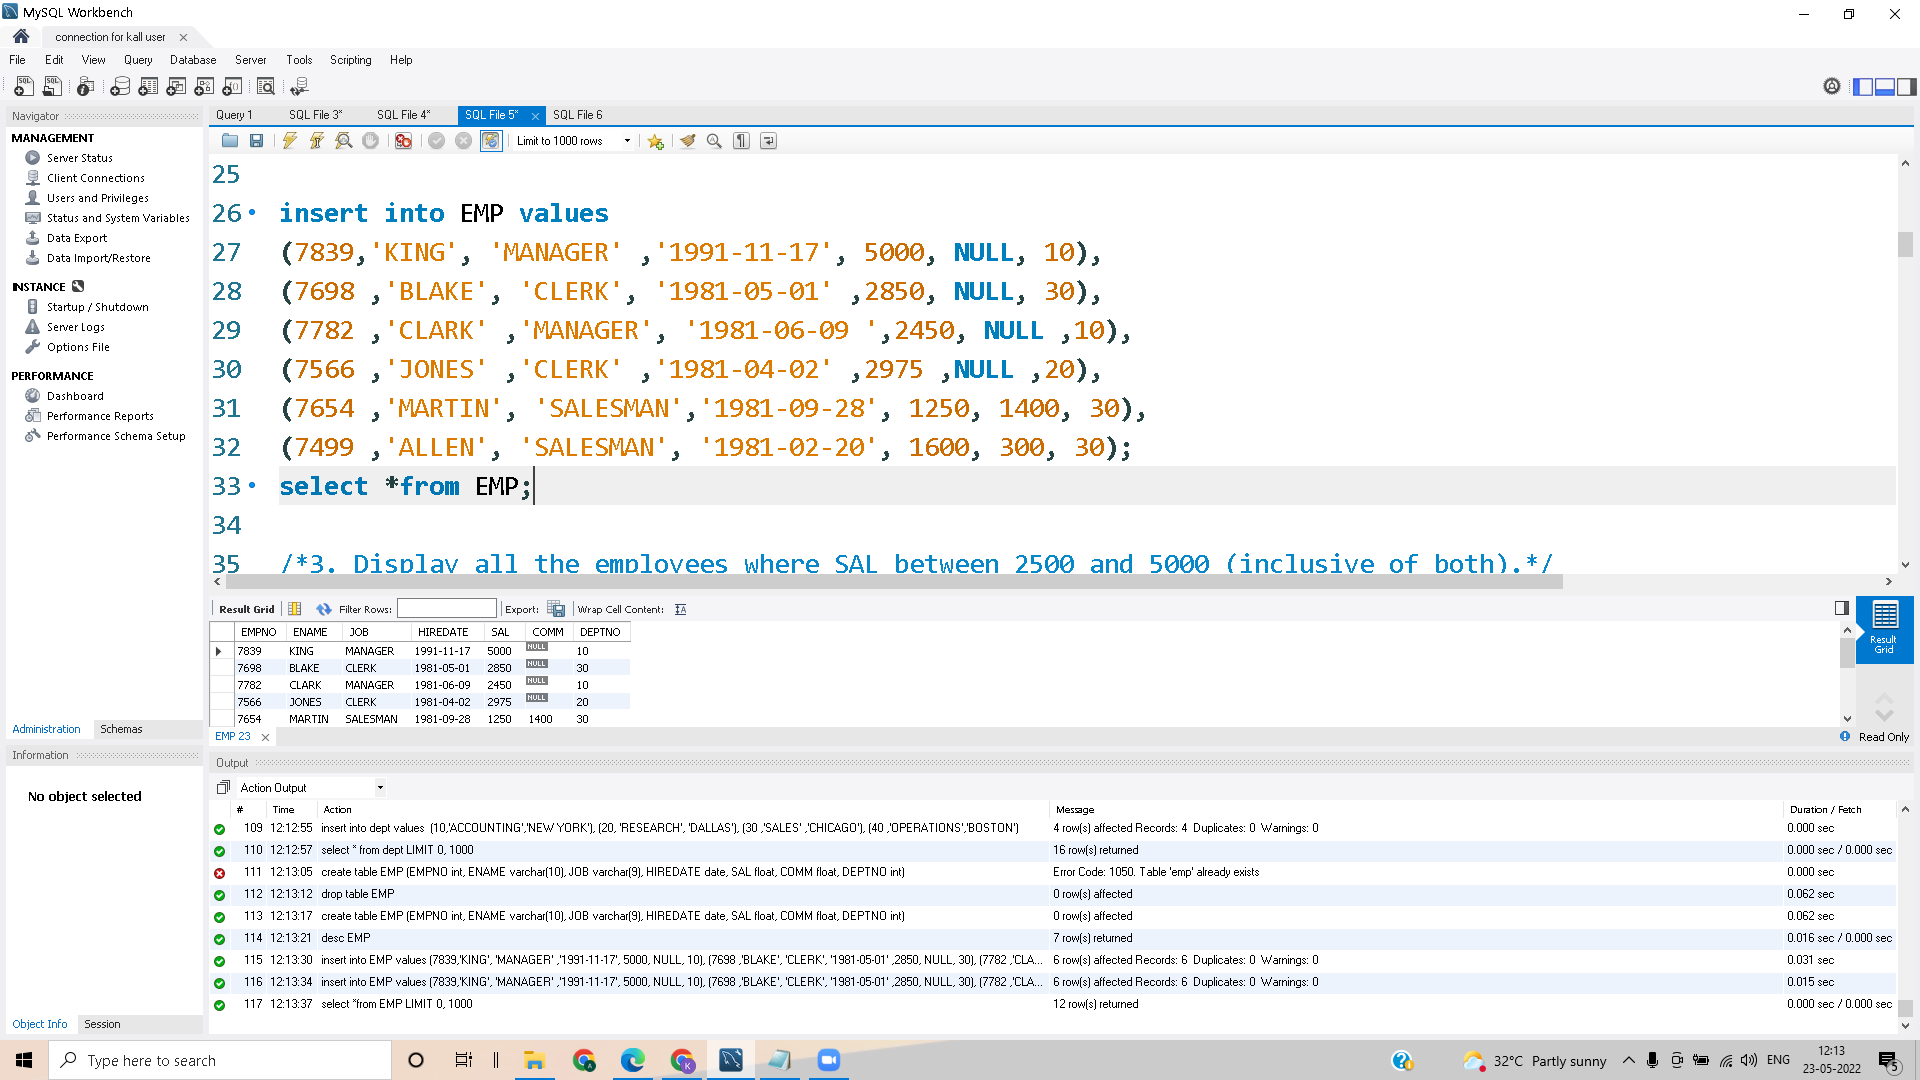 MySQL Workbench
connection for kall user
File Edit View Query Database Server Tools Scripting Help
Navigator
MANAGEMENT
Server Status
Client Connections
Users and Privileges
Status and System Variables
Data Export
Data Import/Restore
INSTANCE
Startup / Shutdown
Server Logs
Options File
PERFORMANCE
Dashboard
Performance Reports
Performance Schema Setup
Administration Schemas
Information
No object selected
Object Info Session
Query 1 SQL File 3* SQL File 4* SQL File 5* SQL File 6
Limit to 1000 rows
25
26 insert into EMP values
27 (7839,'KING', 'MANAGER' ,'1991-11-17', 5000, NULL, 10),
28 (7698 ,'BLAKE', 'CLERK', '1981-05-01' ,2850, NULL, 30),
29 (7782 ,'CLARK' ,'MANAGER', '1981-06-09 ',2450, NULL ,10),
30 (7566 ,'JONES' ,'CLERK' ,'1981-04-02' ,2975 ,NULL ,20),
31 (7654 ,'MARTIN', 'SALESMAN','1981-09-28', 1250, 1400, 30),
32 (7499 ,'ALLEN', 'SALESMAN', '1981-02-20', 1600, 300, 30);
33 select *from EMP;
34
35 /*3. Display all the employees where SAL between 2500 and 5000 (inclusive of both).*/
Result Grid Filter Rows: Export: Wrap Cell Content:
EMPNO ENAME JOB HIREDATE SAL COMM DEPTNO
7839 KING MANAGER 1991-11-17 5000 NULL 10
7698 BLAKE CLERK 1981-05-01 2850 NULL 30
7782 CLARK MANAGER 1981-06-09 2450 NULL 10
7566 JONES CLERK 1981-04-02 2975 NULL 20
7654 MARTIN SALESMAN 1981-09-28 1250 1400 30
Result Grid
EMP 23
Read Only
Output
Action Output
# Time Action Message Duration / Fetch
109 12:12:55 insert into dept values (10,'ACCOUNTING','NEW YORK'), (20, 'RESEARCH', 'DALLAS'), (30 ,'SALES' ,'CHICAGO'), (40 ,'OPERATIONS','BOSTON') 4 row(s) affected Records: 4 Duplicates: 0 Warnings: 0 0.000 sec
110 12:12:57 select * from dept LIMIT 0, 1000 16 row(s) returned 0.000 sec / 0.000 sec
111 12:13:05 create table EMP (EMPNO int, ENAME varchar(10), JOB varchar(9), HIREDATE date, SAL float, COMM float, DEPTNO int) Error Code: 1050. Table 'emp' already exists 0.000 sec
112 12:13:12 drop table EMP 0 row(s) affected 0.062 sec
113 12:13:17 create table EMP (EMPNO int, ENAME varchar(10), JOB varchar(9), HIREDATE date, SAL float, COMM float, DEPTNO int) 0 row(s) affected 0.062 sec
114 12:13:21 desc EMP 7 row(s) returned 0.016 sec / 0.000 sec
115 12:13:30 insert into EMP values (7839,'KING', 'MANAGER' ,'1991-11-17', 5000, NULL, 10), (7698 ,'BLAKE', 'CLERK', '1981-05-01' ,2850, NULL, 30), (7782 ,'CLA... 6 row(s) affected Records: 6 Duplicates: 0 Warnings: 0 0.031 sec
116 12:13:34 insert into EMP values (7839,'KING', 'MANAGER' ,'1991-11-17', 5000, NULL, 10), (7698 ,'BLAKE', 'CLERK', '1981-05-01' ,2850, NULL, 30), (7782 ,'CLA... 6 row(s) affected Records: 6 Duplicates: 0 Warnings: 0 0.015 sec
117 12:13:37 select *from EMP LIMIT 0, 1000 12 row(s) returned 0.000 sec / 0.000 sec
Type here to search
32°C Partly sunny
ENG
12:13
23-05-2022
5